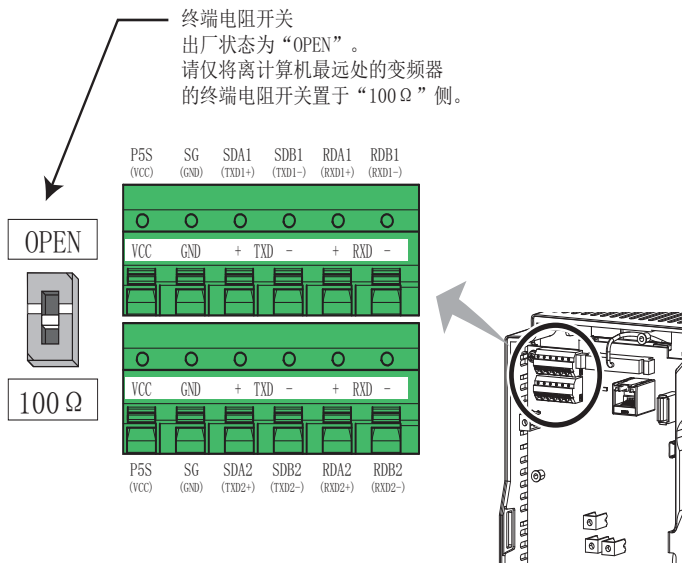 终端电阻开关
出厂状态为“OPEN”。
请仅将离计算机最远处的变频器
的终端电阻开关置于“100Ω”侧。
P5S SG SDA1 SDB1 RDA1 RDB1
(VCC) (GND) (TXD1+) (TXD1-) (RXD1+) (RXD1-)
OPEN
VCC GND + TXD - + RXD -
VCC GND + TXD - + RXD -
100Ω
P5S SG SDA2 SDB2 RDA2 RDB2
(VCC) (GND) (TXD2+) (TXD2-) (RXD2+) (RXD2-)